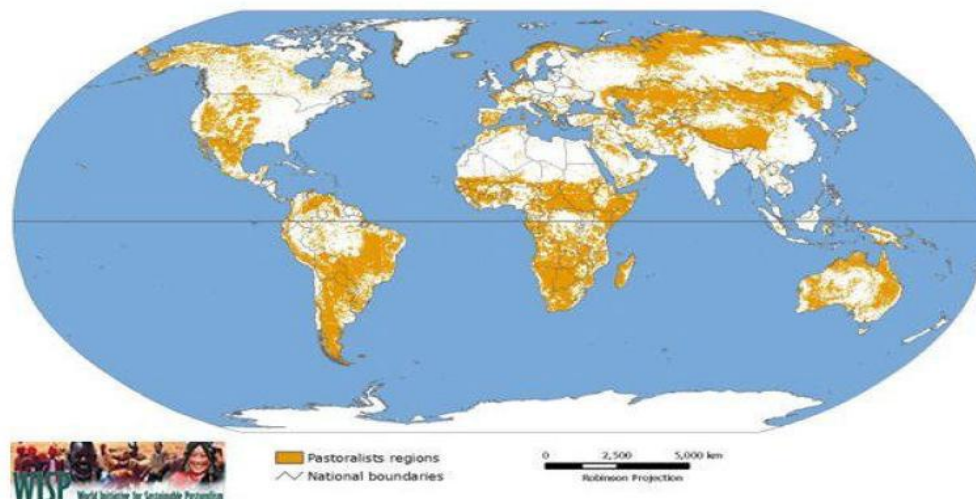 WISP World Initiative for Sustainable Pastoralism
Pastoralists regions
National boundaries
0 2,500 5,000 km
Robinson Projection